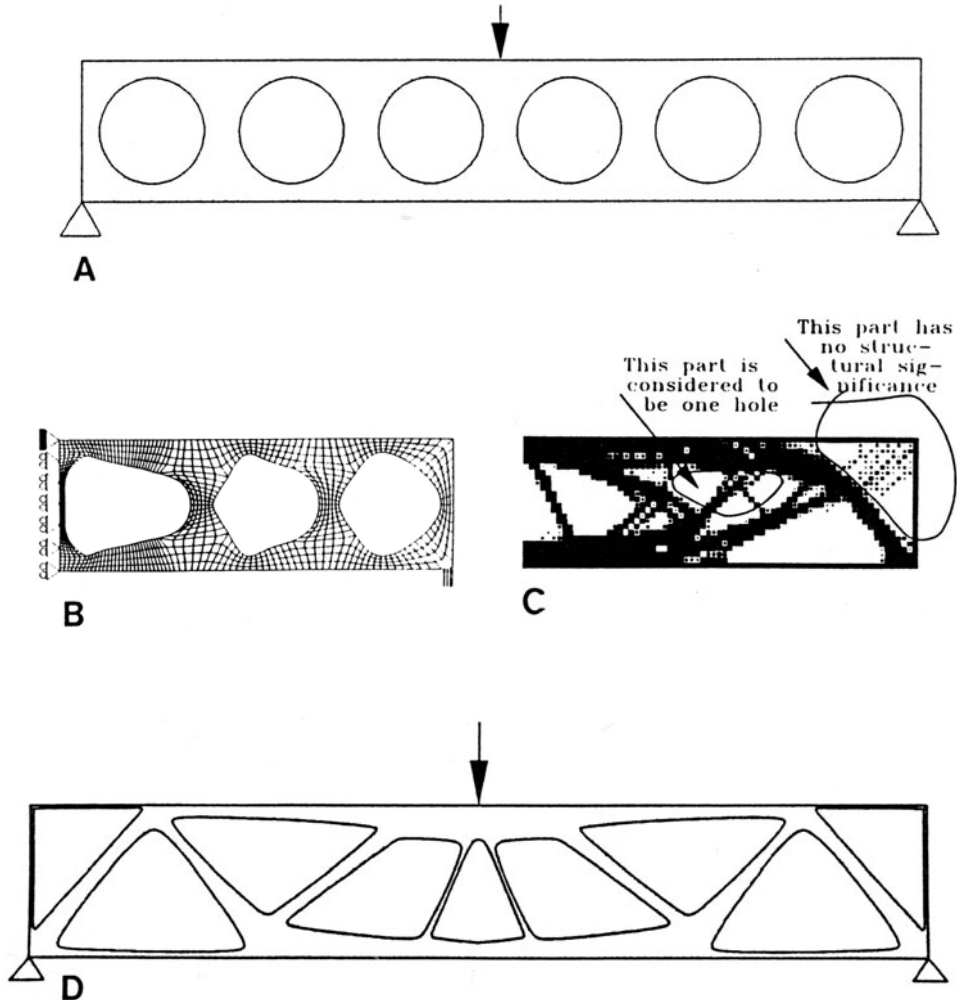 A
This part has
no struc-
tural sig-
nificance
This part is
considered to
be one hole
B
C
D